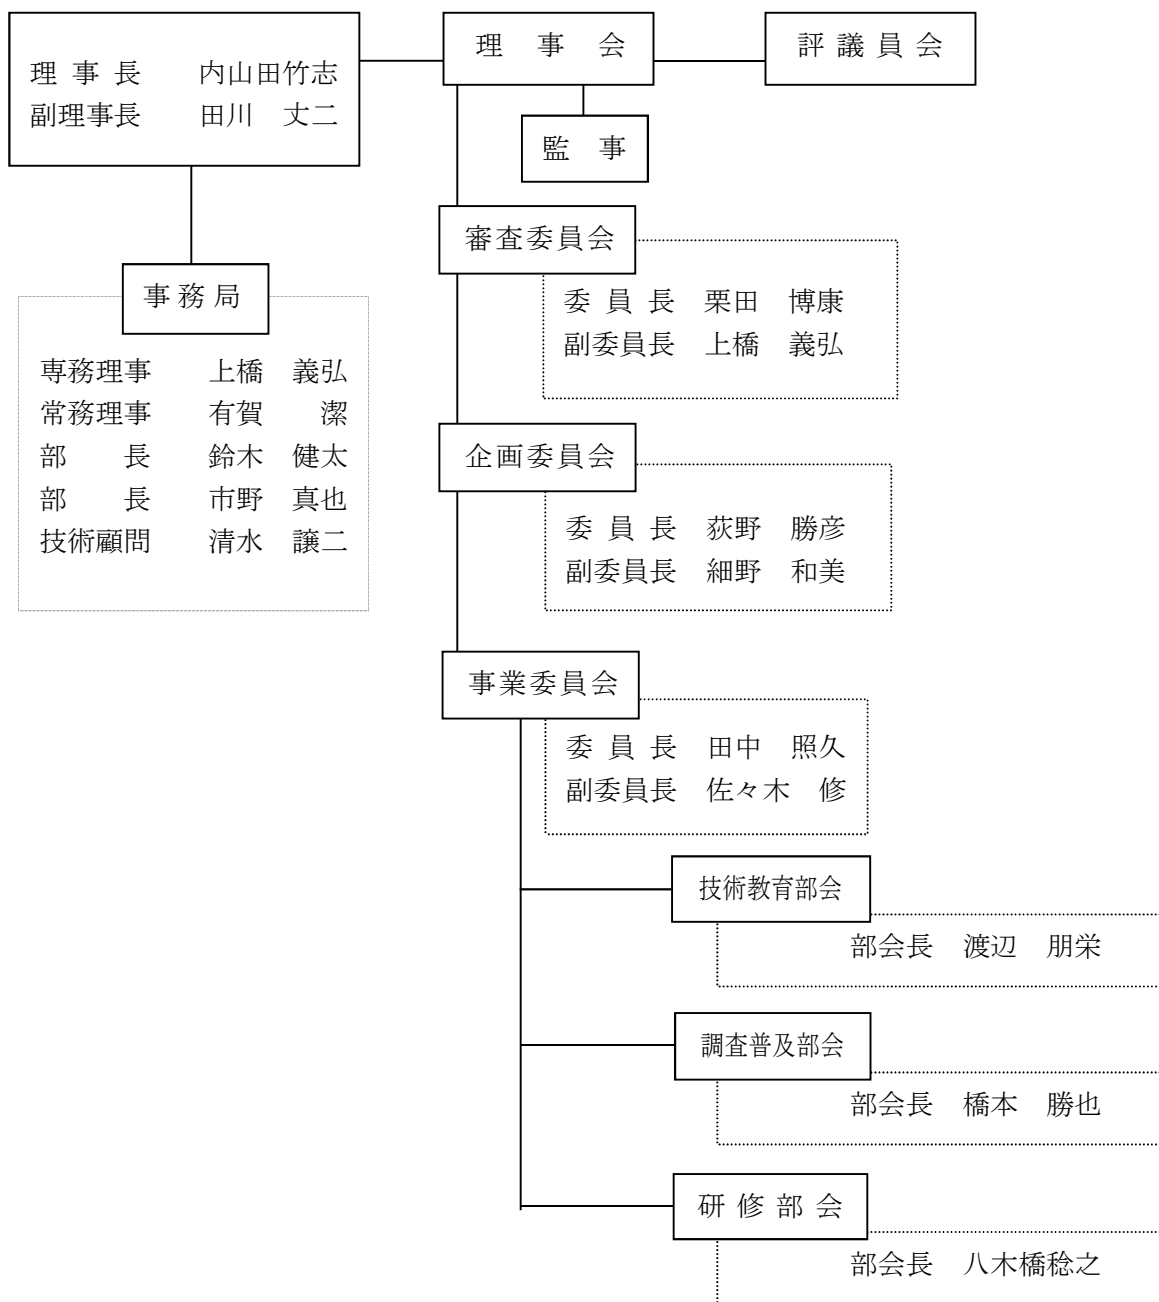 理事会
評議員会
理事長 内山田竹志
副理事長 田川 丈二
監事
審査委員会
委員長 栗田 博康
副委員長 上橋 義弘
事務局
専務理事 上橋 義弘
常務理事 有賀 潔
部長 鈴木 健太
部長 市野 真也
技術顧問 清水 譲二
企画委員会
委員長 荻野 勝彦
副委員長 細野 和美
事業委員会
委員長 田中 照久
副委員長 佐々木 修
技術教育部会
部会長 渡辺 朋栄
調査普及部会
部会長 橋本 勝也
研修部会
部会長 八木橋稔之